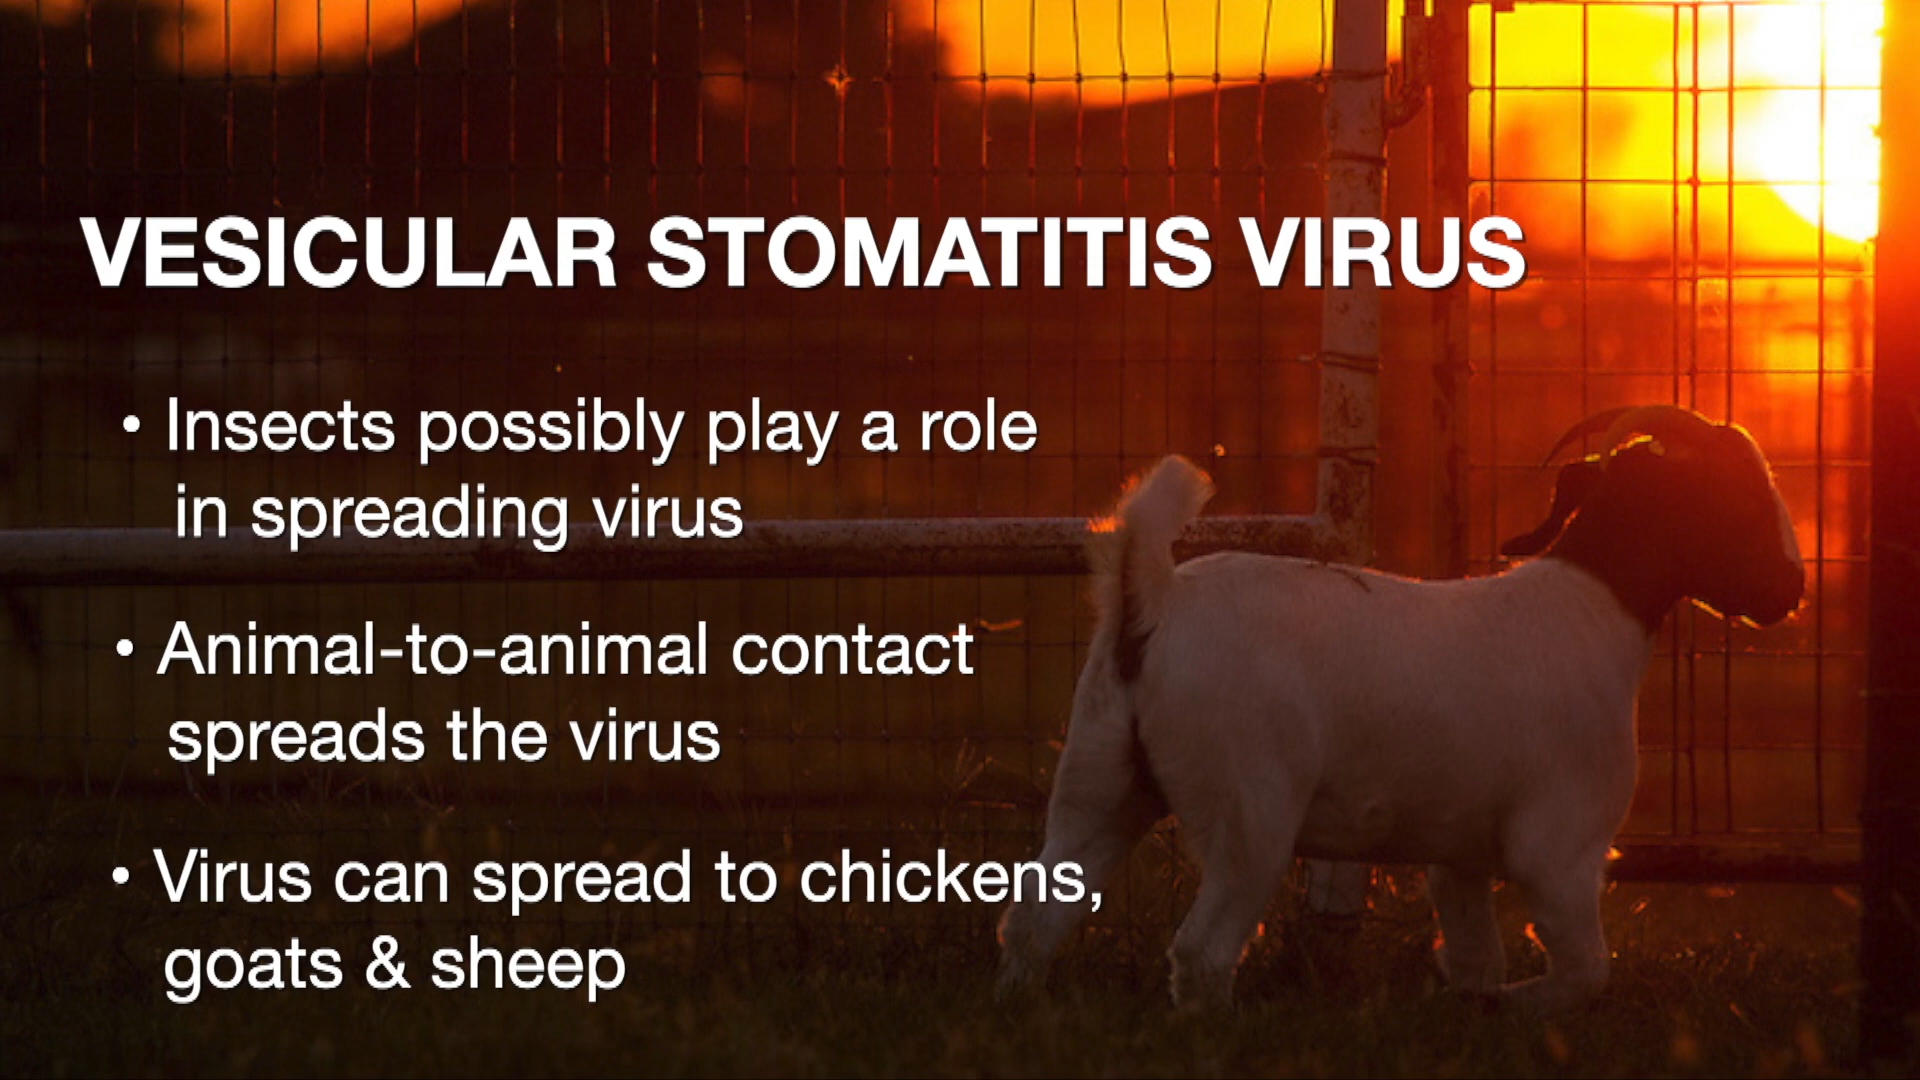 VESICULAR STOMATITIS VIRUS
• Insects possibly play a role
in spreading virus
• Animal-to-animal contact
spreads the virus
• Virus can spread to chickens,
goats & sheep